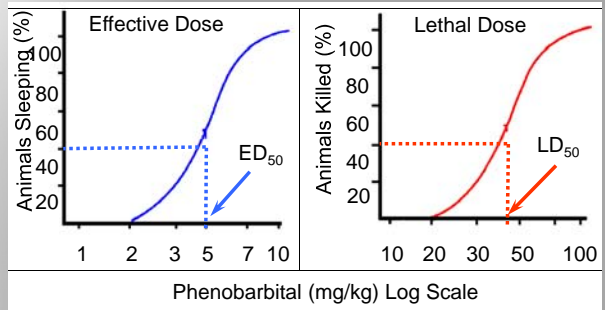 Effective Dose
Animals Sleeping (%)
100
80
60
40
20
ED50
1 2 3 5 7 10
Lethal Dose
Animals Killed (%)
100
80
60
40
20
LD50
10 20 30 50 100
Phenobarbital (mg/kg) Log Scale